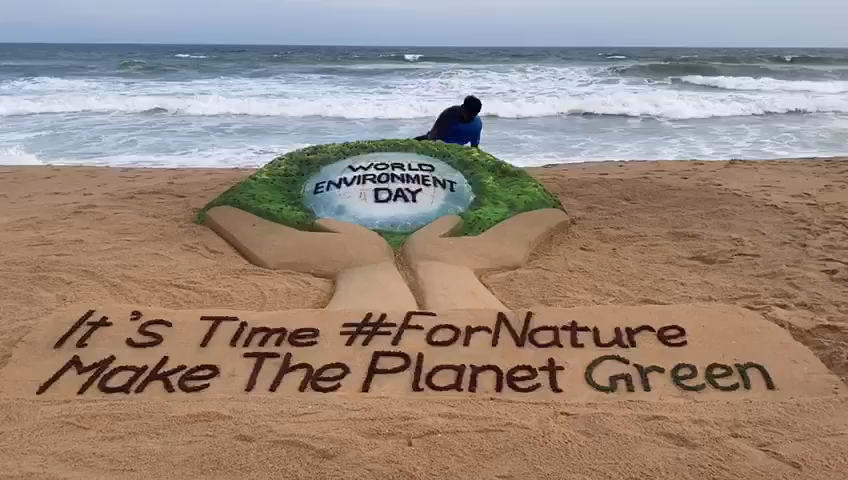 WORLD
ENVIRONMENT
DAY
It's Time #ForNature
Make The Planet Green